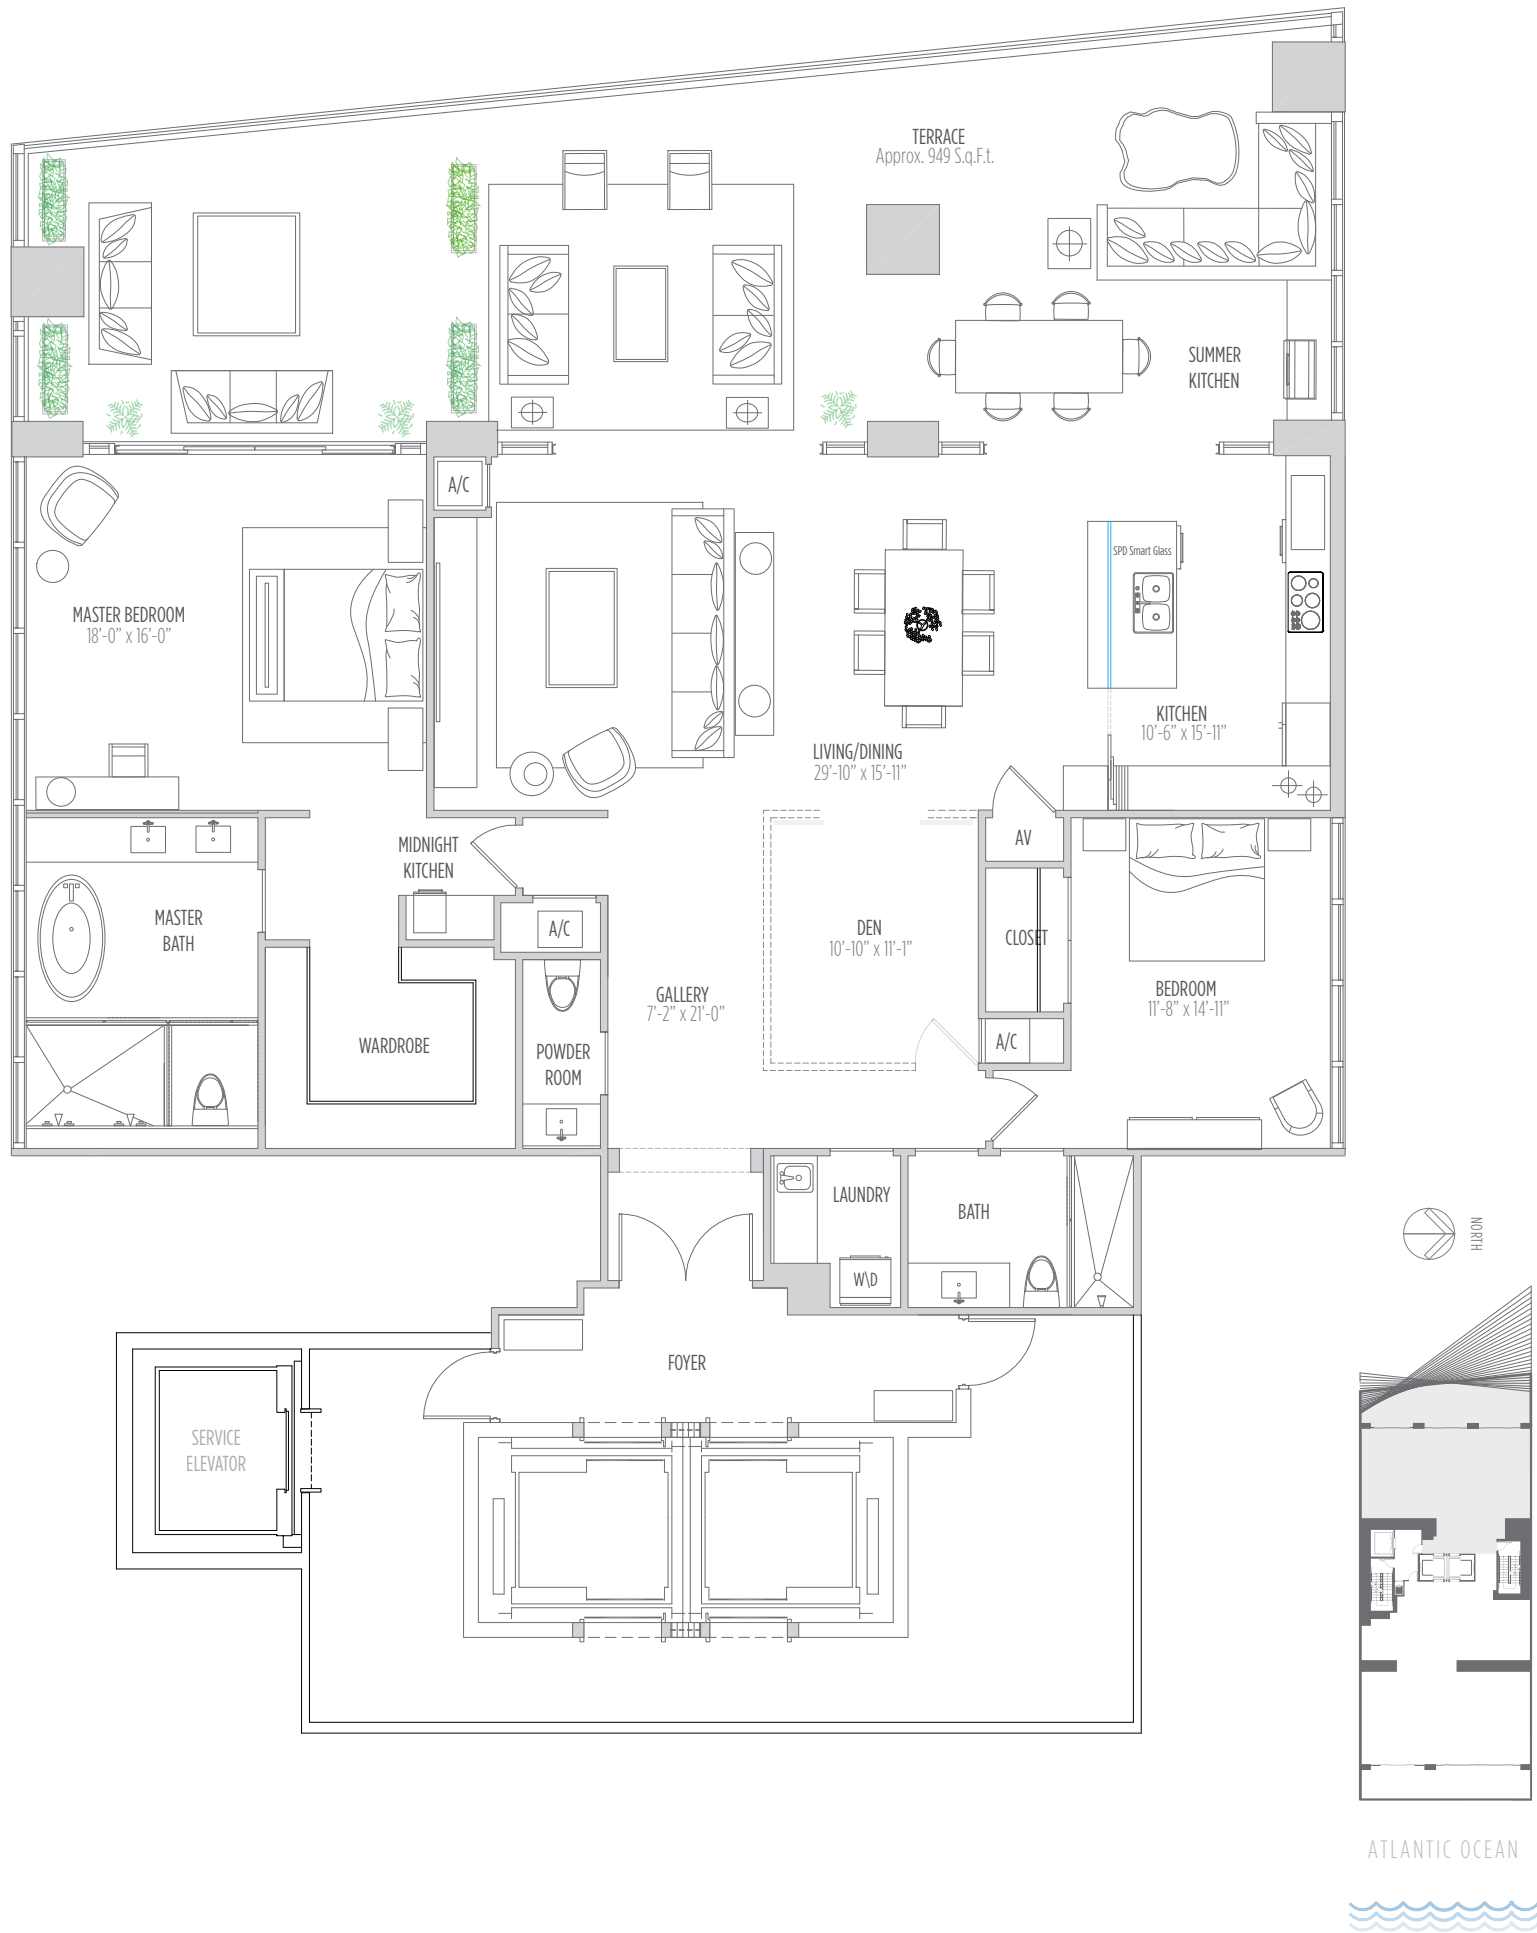 TERRACE
Approx. 949 S.q.F.t.
SUMMER
KITCHEN
A/C
SPD Smart Glass
MASTER BEDROOM
18'-0" x 16'-0"
KITCHEN
10'-6" x 15'-11"
LIVING/DINING
29'-10" x 15'-11"
MIDNIGHT
KITCHEN
AV
MASTER
BATH
A/C
DEN
10'-10" x 11'-1"
CLOSET
GALLERY
7'-2" x 21'-0"
BEDROOM
11'-8" x 14'-11"
WARDROBE
POWDER
ROOM
A/C
LAUNDRY
BATH
W\D
NORTH
FOYER
SERVICE
ELEVATOR
ATLANTIC OCEAN